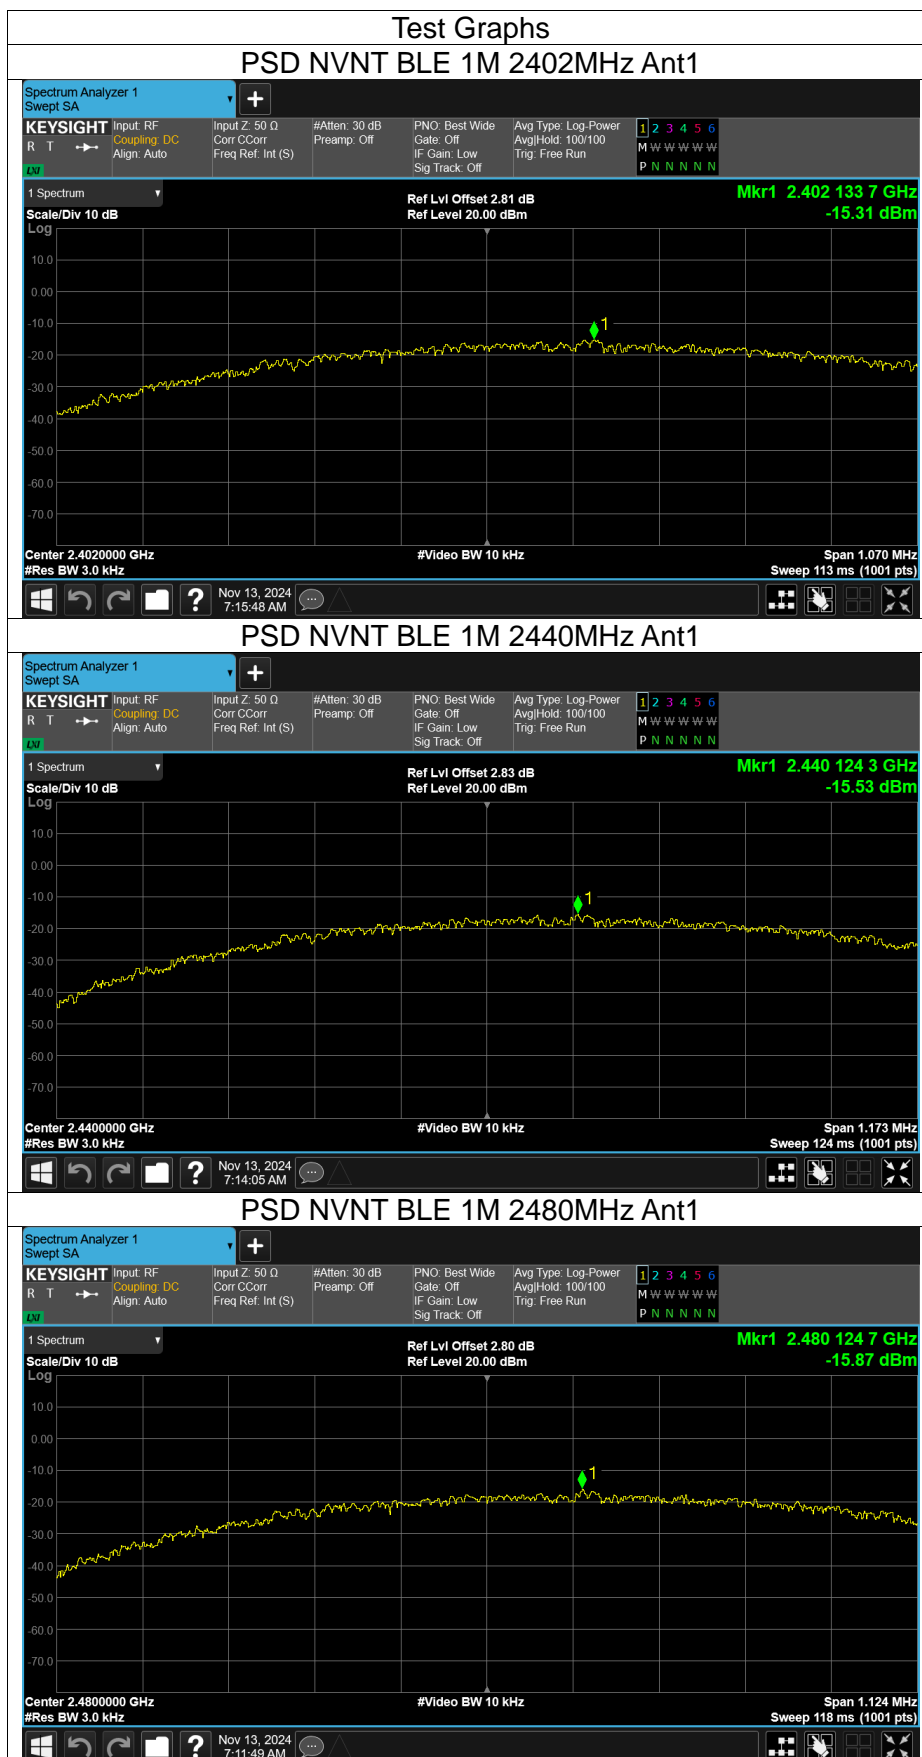 Test Graphs
PSD NVNT BLE 1M 2402MHz Ant1
Spectrum Analyzer 1
Swept SA
KEYSIGHT
R T
LXI
Input: RF
Coupling: DC
Align: Auto
Input Z: 50 Ω
Corr CCorr
Freq Ref: Int (S)
#Atten: 30 dB
Preamp: Off
PNO: Best Wide
Gate: Off
IF Gain: Low
Sig Track: Off
Avg Type: Log-Power
Avg|Hold: 100/100
Trig: Free Run
1 2 3 4 5 6
M W W W W W
P N N N N N
1 Spectrum
Scale/Div 10 dB
Log
Ref Lvl Offset 2.81 dB
Ref Level 20.00 dBm
Mkr1 2.402 133 7 GHz
-15.31 dBm
10.0
0.00
-10.0
-20.0
-30.0
-40.0
-50.0
-60.0
-70.0
1
Center 2.4020000 GHz
#Res BW 3.0 kHz
#Video BW 10 kHz
Span 1.070 MHz
Sweep 113 ms (1001 pts)
?
Nov 13, 2024
7:15:48 AM
PSD NVNT BLE 1M 2440MHz Ant1
Spectrum Analyzer 1
Swept SA
KEYSIGHT
R T
LXI
Input: RF
Coupling: DC
Align: Auto
Input Z: 50 Ω
Corr CCorr
Freq Ref: Int (S)
#Atten: 30 dB
Preamp: Off
PNO: Best Wide
Gate: Off
IF Gain: Low
Sig Track: Off
Avg Type: Log-Power
Avg|Hold: 100/100
Trig: Free Run
1 2 3 4 5 6
M W W W W W
P N N N N N
1 Spectrum
Scale/Div 10 dB
Log
Ref Lvl Offset 2.83 dB
Ref Level 20.00 dBm
Mkr1 2.440 124 3 GHz
-15.53 dBm
10.0
0.00
-10.0
-20.0
-30.0
-40.0
-50.0
-60.0
-70.0
1
Center 2.4400000 GHz
#Res BW 3.0 kHz
#Video BW 10 kHz
Span 1.173 MHz
Sweep 124 ms (1001 pts)
?
Nov 13, 2024
7:14:05 AM
PSD NVNT BLE 1M 2480MHz Ant1
Spectrum Analyzer 1
Swept SA
KEYSIGHT
R T
LXI
Input: RF
Coupling: DC
Align: Auto
Input Z: 50 Ω
Corr CCorr
Freq Ref: Int (S)
#Atten: 30 dB
Preamp: Off
PNO: Best Wide
Gate: Off
IF Gain: Low
Sig Track: Off
Avg Type: Log-Power
Avg|Hold: 100/100
Trig: Free Run
1 2 3 4 5 6
M W W W W W
P N N N N N
1 Spectrum
Scale/Div 10 dB
Log
Ref Lvl Offset 2.80 dB
Ref Level 20.00 dBm
Mkr1 2.480 124 7 GHz
-15.87 dBm
10.0
0.00
-10.0
-20.0
-30.0
-40.0
-50.0
-60.0
-70.0
1
Center 2.4800000 GHz
#Res BW 3.0 kHz
#Video BW 10 kHz
Span 1.124 MHz
Sweep 118 ms (1001 pts)
?
Nov 13, 2024
7:11:49 AM